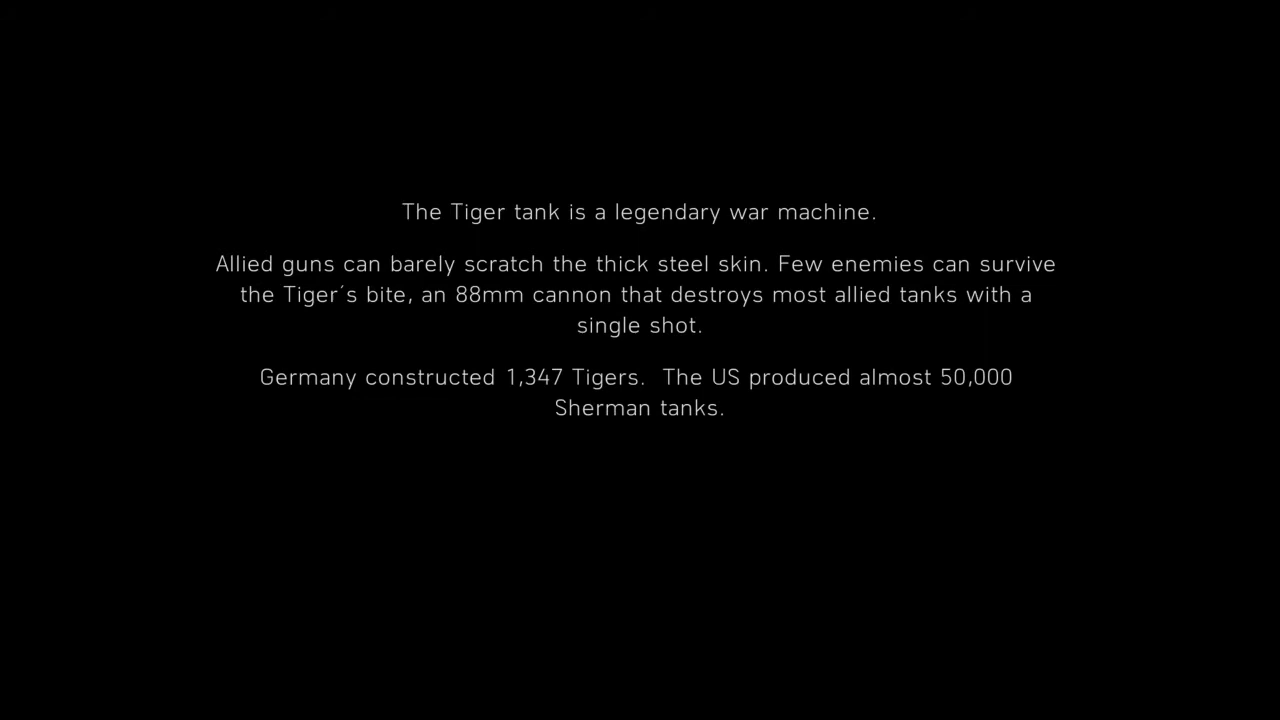 The Tiger tank is a legendary war machine.
Allied guns can barely scratch the thick steel skin. Few enemies can survive
the Tiger´s bite, an 88mm cannon that destroys most allied tanks with a
single shot.
Germany constructed 1,347 Tigers.  The US produced almost 50,000
Sherman tanks.